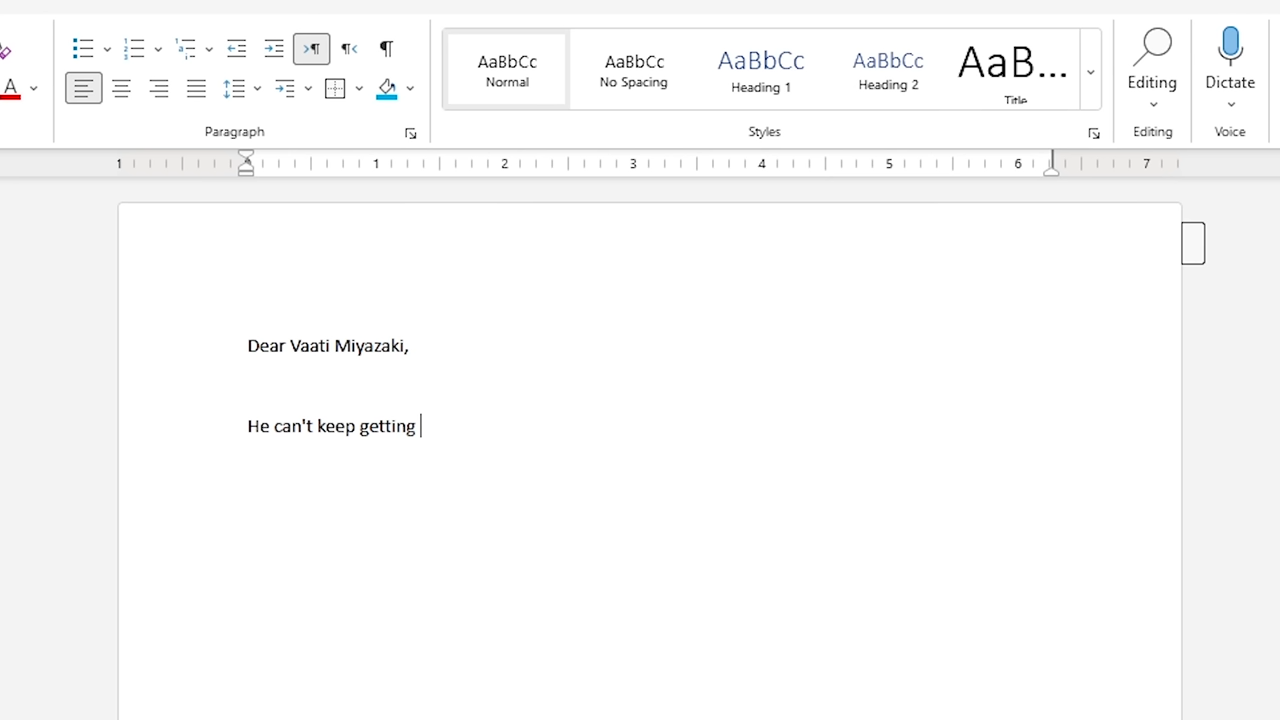 A
AaBbCc AaBbCc AaBbCc AaBbCc AaB...
Normal No Spacing Heading 1 Heading 2 Title
Editing Dictate
Paragraph Styles Editing Voice
1 1 2 3 4 5 6 7
Dear Vaati Miyazaki,
He can't keep getting